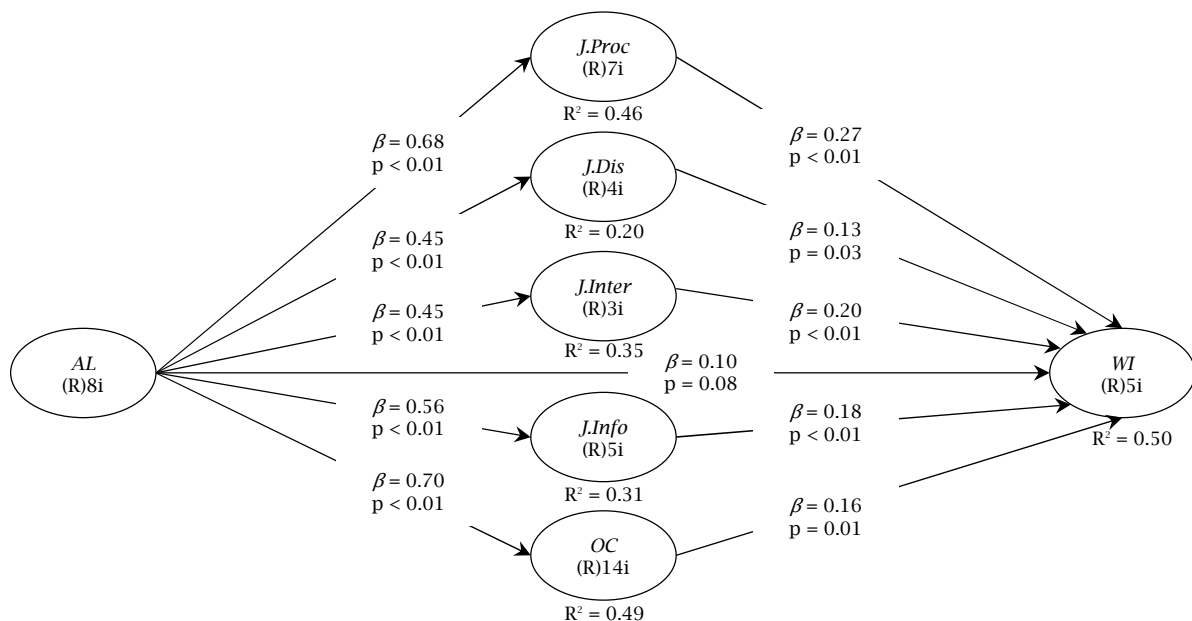 J.Proc
(R)7i
R² = 0.46
β = 0.68
p < 0.01
β = 0.27
p < 0.01
J.Dis
(R)4i
R² = 0.20
β = 0.45
p < 0.01
β = 0.13
p = 0.03
J.Inter
(R)3i
R² = 0.35
β = 0.45
p < 0.01
β = 0.20
p < 0.01
AL
(R)8i
β = 0.10
p = 0.08
WI
(R)5i
R² = 0.50
β = 0.56
p < 0.01
J.Info
(R)5i
R² = 0.31
β = 0.18
p < 0.01
β = 0.70
p < 0.01
OC
(R)14i
R² = 0.49
β = 0.16
p = 0.01